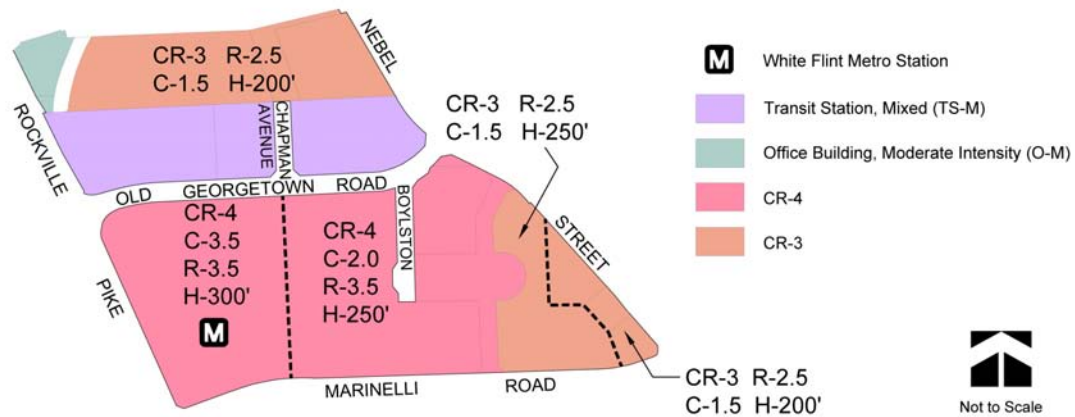 CR-3 R-2.5
C-1.5 H-200'
NEBEL
ROCKVILLE
CHAPMAN
AVENUE
CR-3 R-2.5
C-1.5 H-250'
OLD GEORGETOWN ROAD
BOYLSTON
STREET
CR-4
C-3.5
R-3.5
H-300'
M
CR-4
C-2.0
R-3.5
H-250'
PIKE
MARINELLI ROAD
CR-3 R-2.5
C-1.5 H-200'
M White Flint Metro Station
Transit Station, Mixed (TS-M)
Office Building, Moderate Intensity (O-M)
CR-4
CR-3
Not to Scale